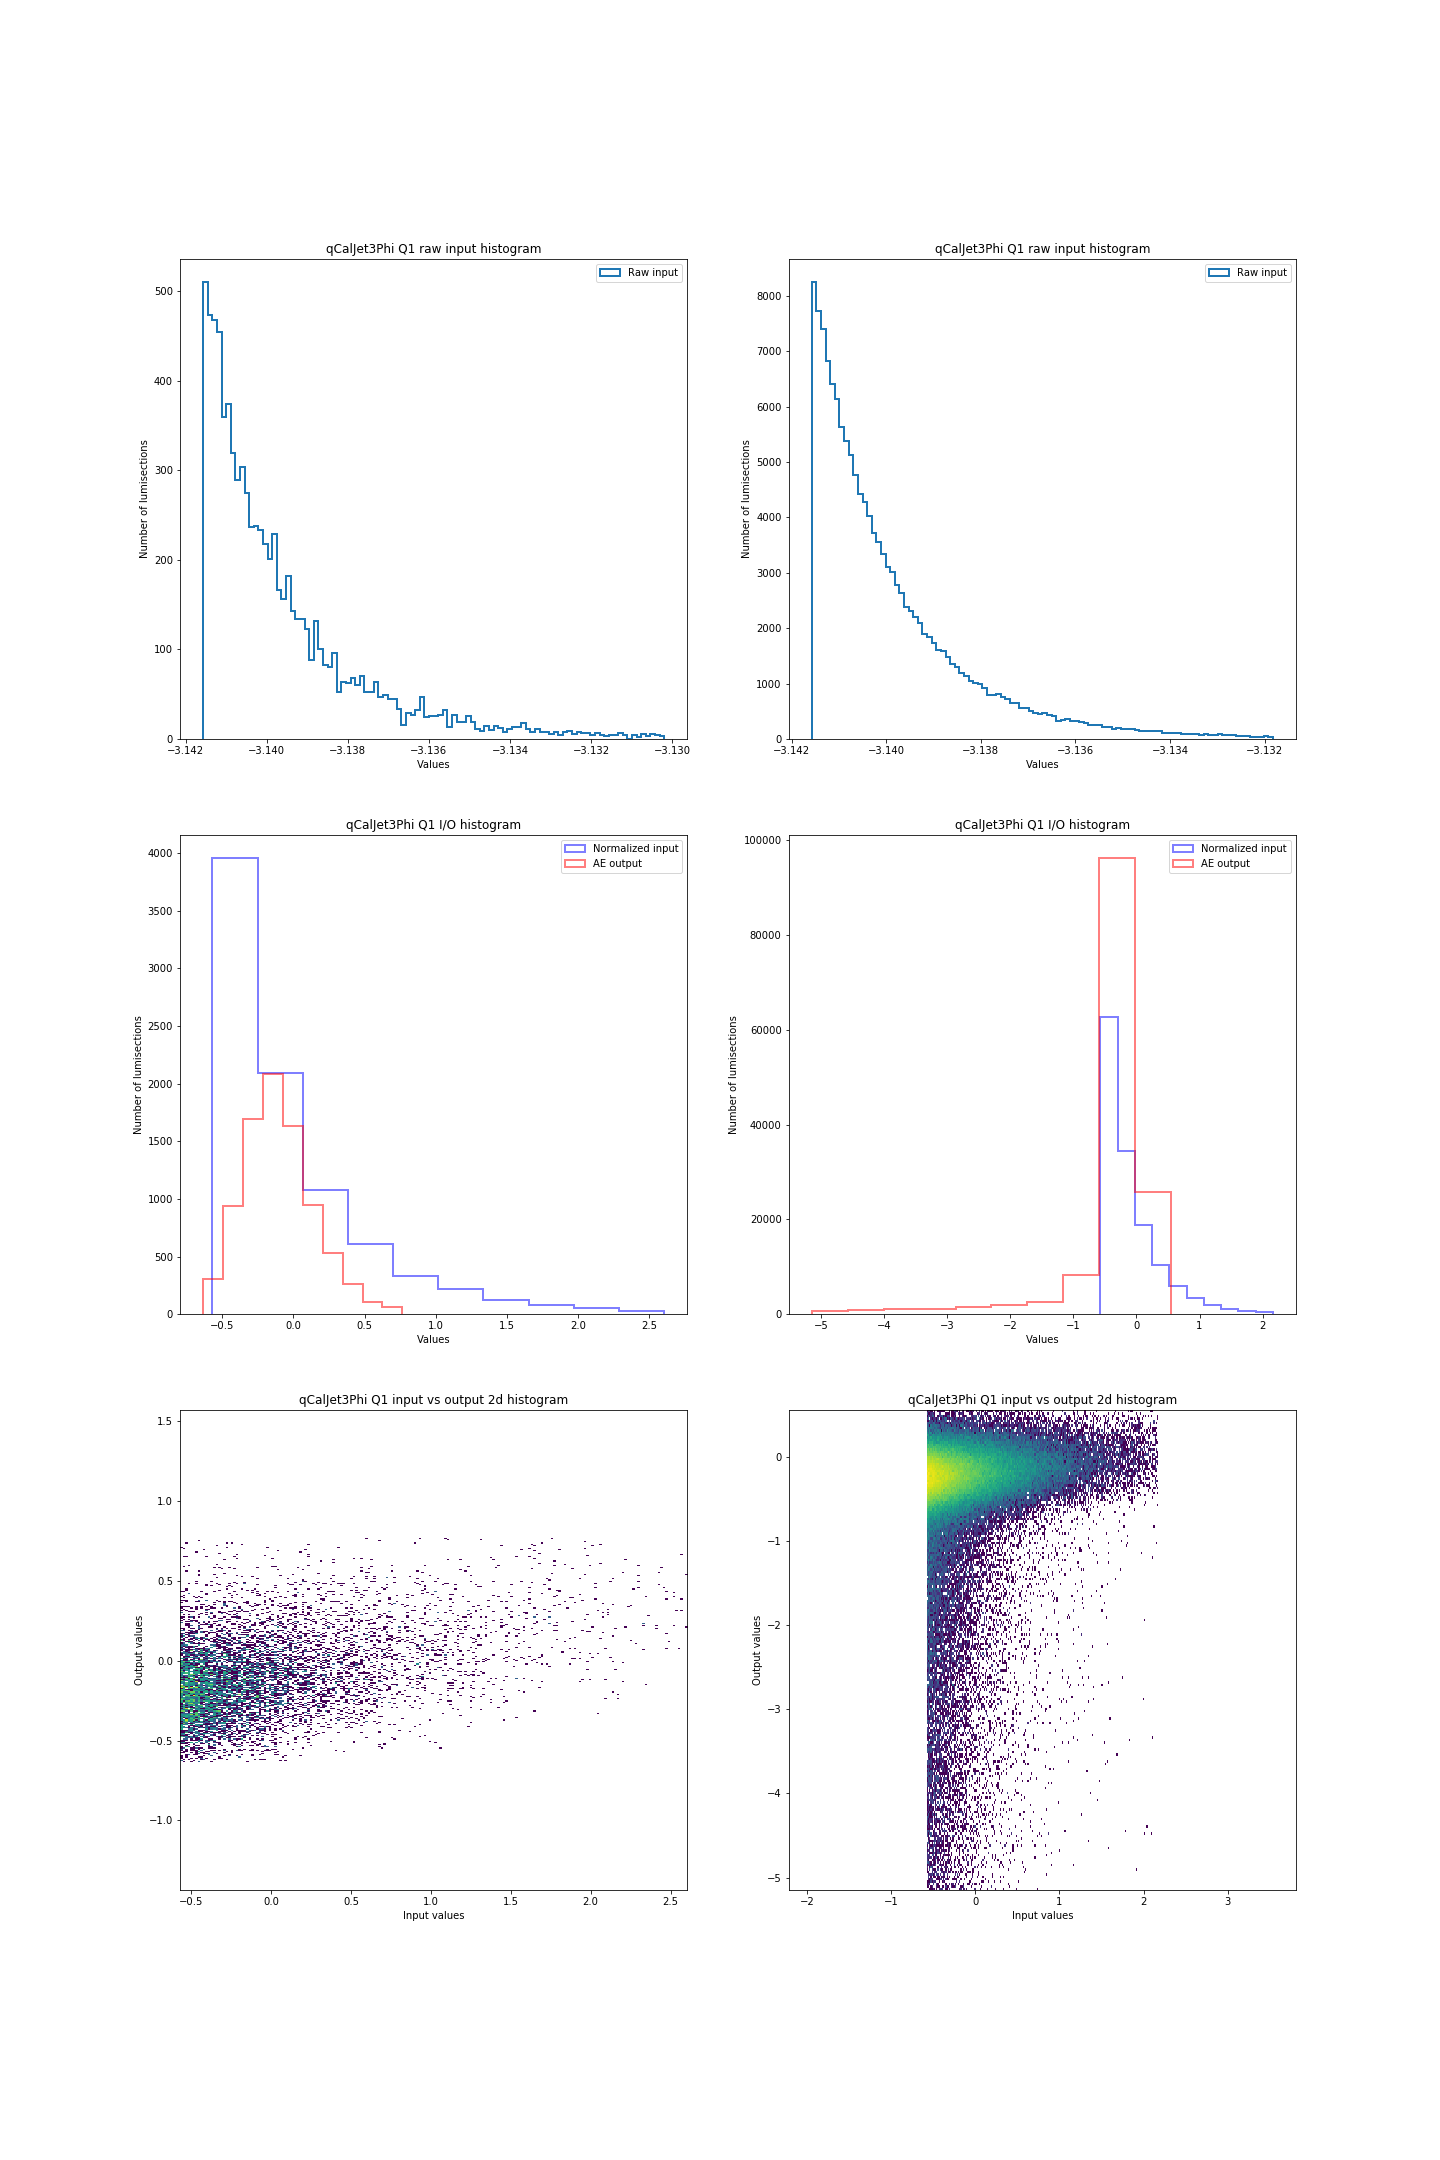 qCalJet3Phi Q1 raw input histogram
Raw input
500
400
300
200
100
0
−3.142 −3.140 −3.138 −3.136 −3.134 −3.132 −3.130
Values
Number of lumisections
qCalJet3Phi Q1 raw input histogram
Raw input
8000
7000
6000
5000
4000
3000
2000
1000
0
−3.142 −3.140 −3.138 −3.136 −3.134 −3.132
Values
Number of lumisections
qCalJet3Phi Q1 I/O histogram
Normalized input
AE output
4000
3500
3000
2500
2000
1500
1000
500
0
−0.5 0.0 0.5 1.0 1.5 2.0 2.5
Values
Number of lumisections
qCalJet3Phi Q1 I/O histogram
Normalized input
AE output
100000
80000
60000
40000
20000
0
−5 −4 −3 −2 −1 0 1 2
Values
Number of lumisections
qCalJet3Phi Q1 input vs output 2d histogram
1.5
1.0
0.5
0.0
−0.5
−1.0
−0.5 0.0 0.5 1.0 1.5 2.0 2.5
Input values
Output values
qCalJet3Phi Q1 input vs output 2d histogram
0
−1
−2
−3
−4
−5
−2 −1 0 1 2 3
Input values
Output values